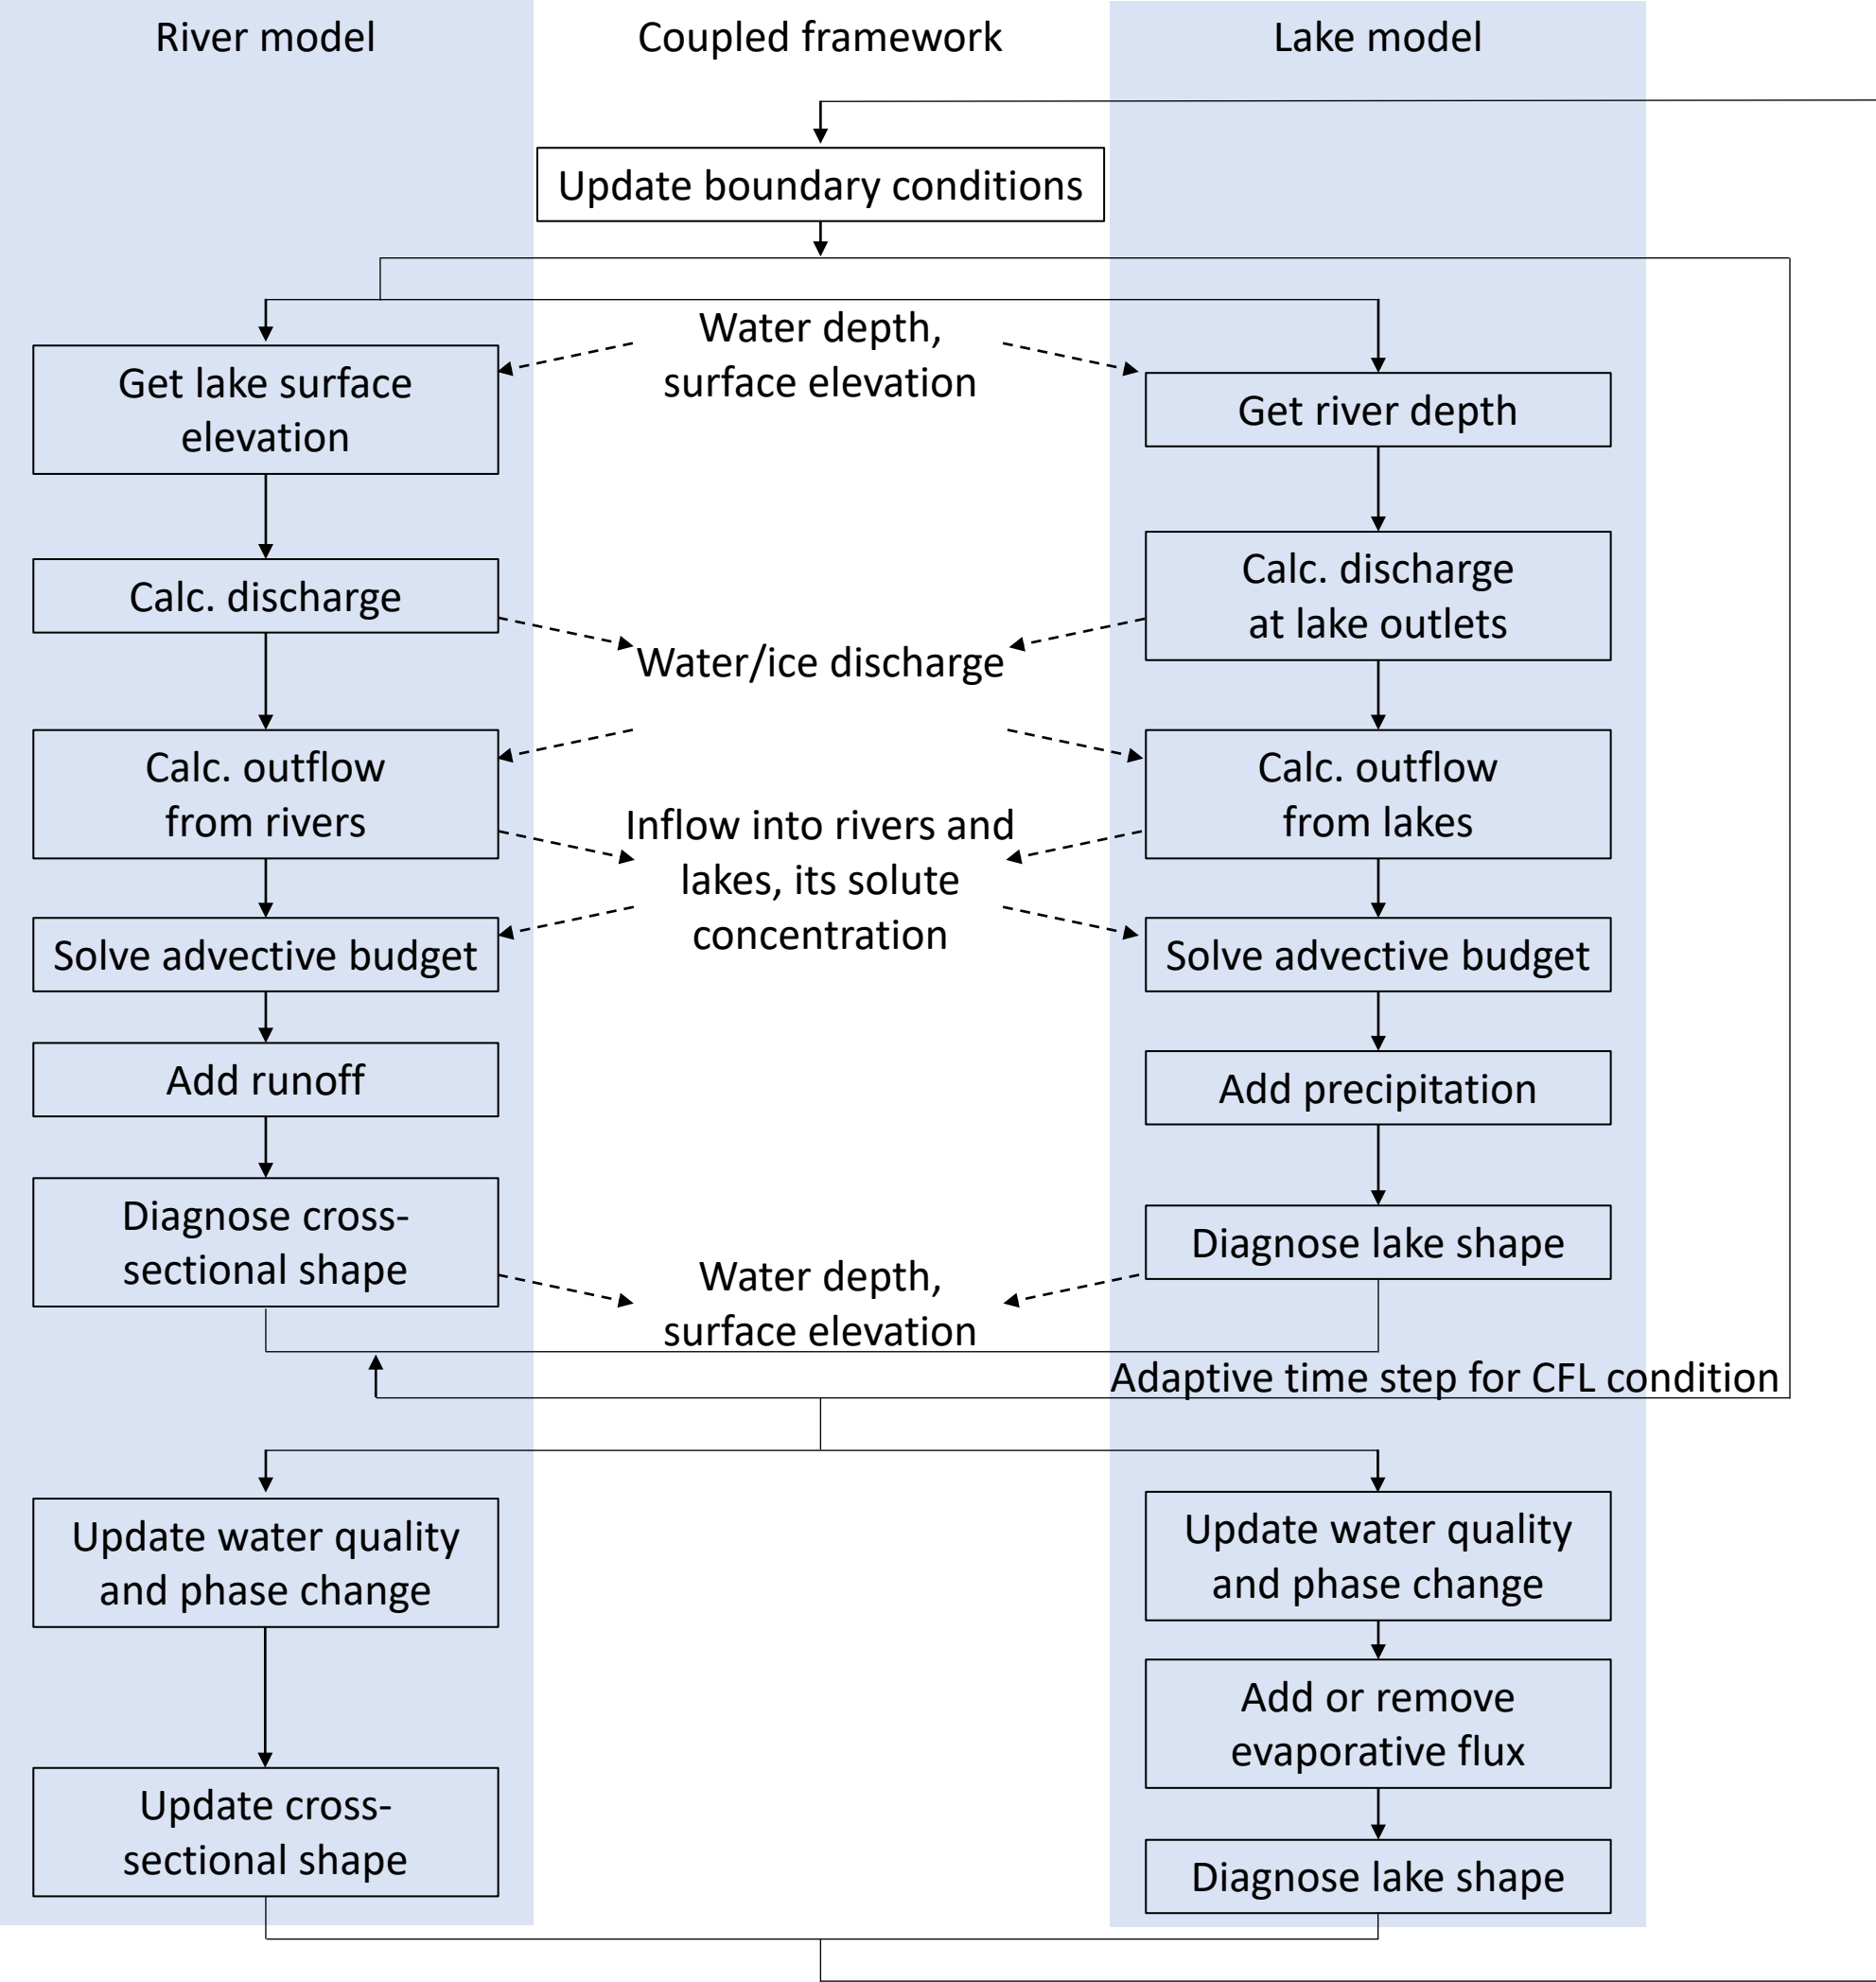 River model
Coupled framework
Lake model
Update boundary conditions
Water depth,
surface elevation
Get lake surface
elevation
Get river depth
Calc. discharge
Calc. discharge
at lake outlets
Water/ice discharge
Calc. outflow
from rivers
Calc. outflow
from lakes
Inflow into rivers and
lakes, its solute
concentration
Solve advective budget
Solve advective budget
Add runoff
Add precipitation
Diagnose cross-
sectional shape
Diagnose lake shape
Water depth,
surface elevation
Adaptive time step for CFL condition
Update water quality
and phase change
Update water quality
and phase change
Add or remove
evaporative flux
Update cross-
sectional shape
Diagnose lake shape